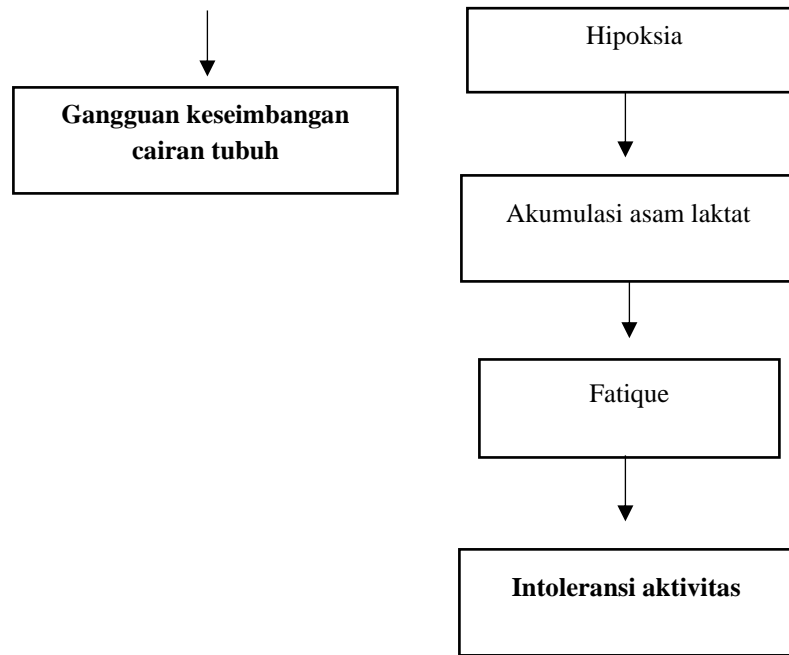 Hipoksia
Gangguan keseimbangan
cairan tubuh
Akumulasi asam laktat
Fatique
Intoleransi aktivitas